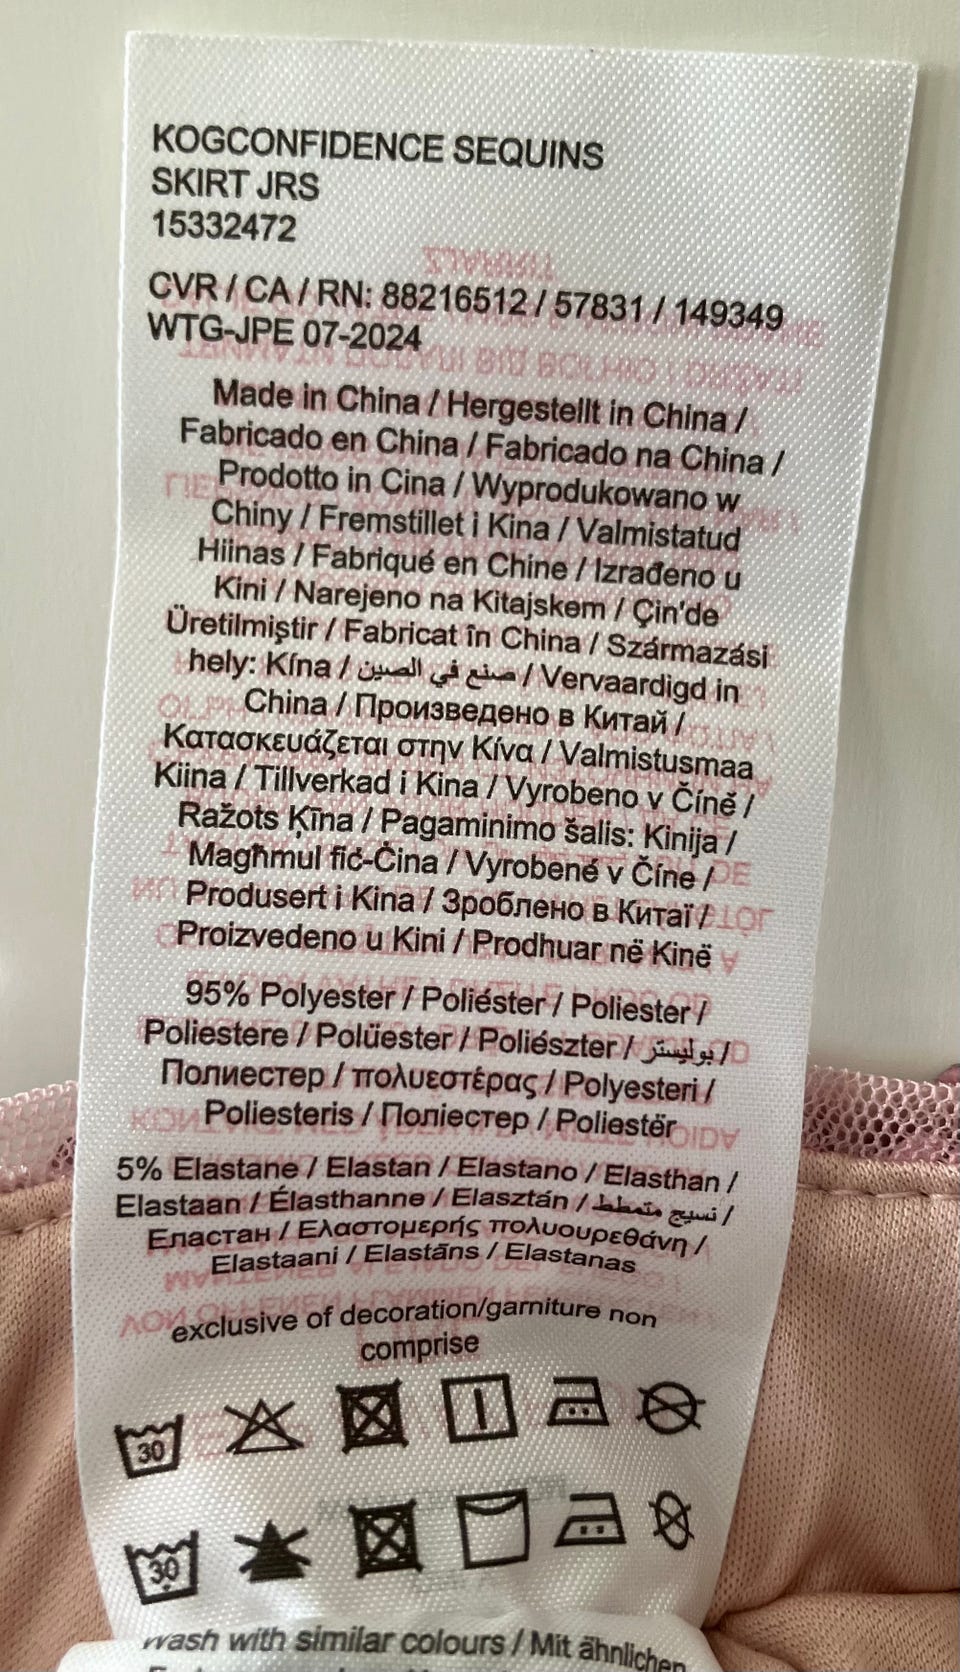 KOGCONFIDENCE SEQUINS
SKIRT JRS
15332472
CVR / CA / RN: 88216512 / 57831 / 149349
WTG-JPE 07-2024
Made in China / Hergestellt in China /
Fabricado en China / Fabricado na China /
Prodotto in Cina / Wyprodukowano w
Chiny / Fremstillet i Kina / Valmistatud
Hiinas / Fabriqué en Chine / Izrađeno u
Kini / Narejeno na Kitajskem / Çin'de
Üretilmiştir / Fabricat în China / Származási
hely: Kína / صنع في الصين / Vervaardigd in
China / Произведено в Китай /
Κατασκευάζεται στην Κίνα / Valmistusmaa
Kiina / Tillverkad i Kina / Vyrobeno v Číně /
Ražots Ķīna / Pagaminimo šalis: Kinija /
Magħmul fiċ-Ċina / Vyrobené v Číne /
Produsert i Kina / Зроблено в Китаї /
Proizvedeno u Kini / Prodhuar në Kinë
95% Polyester / Poliéster / Poliester /
Poliestere / Polüester / Poliészter / بوليستر /
Полиестер / πολυεστέρας / Polyesteri /
Poliesteris / Поліестер / Poliestër
5% Elastane / Elastan / Elastano / Elasthan /
Elastaan / Élasthanne / Elasztán / نسيج متمطط /
Еластан / Ελαστομερής πολυουρεθάνη /
Elastaani / Elastāns / Elastanas
exclusive of decoration/garniture non
comprise
30
30
Wash with similar colours / Mit ähnlichen